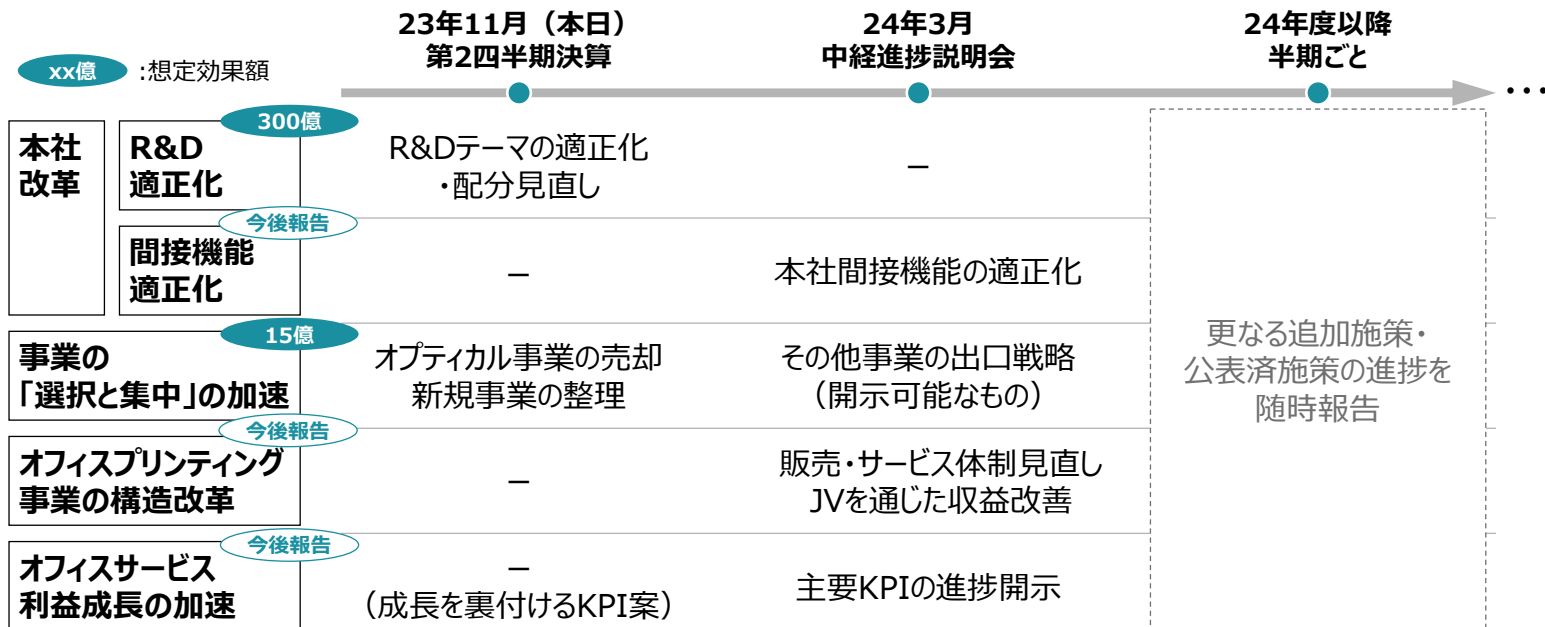 23年11月（本日）
第2四半期決算
24年3月
中経進捗説明会
24年度以降
半期ごと
xx億 :想定効果額
・・・
本社
改革
R&D
適正化
300億
R&Dテーマの適正化
・配分見直し
－
間接機能
適正化
今後報告
－
本社間接機能の適正化
事業の
「選択と集中」の加速
15億
オプティカル事業の売却
新規事業の整理
その他事業の出口戦略
（開示可能なもの）
オフィスプリンティング
事業の構造改革
今後報告
－
販売・サービス体制見直し
JVを通じた収益改善
オフィスサービス
利益成長の加速
今後報告
－
（成長を裏付けるKPI案）
主要KPIの進捗開示
更なる追加施策・
公表済施策の進捗を
随時報告